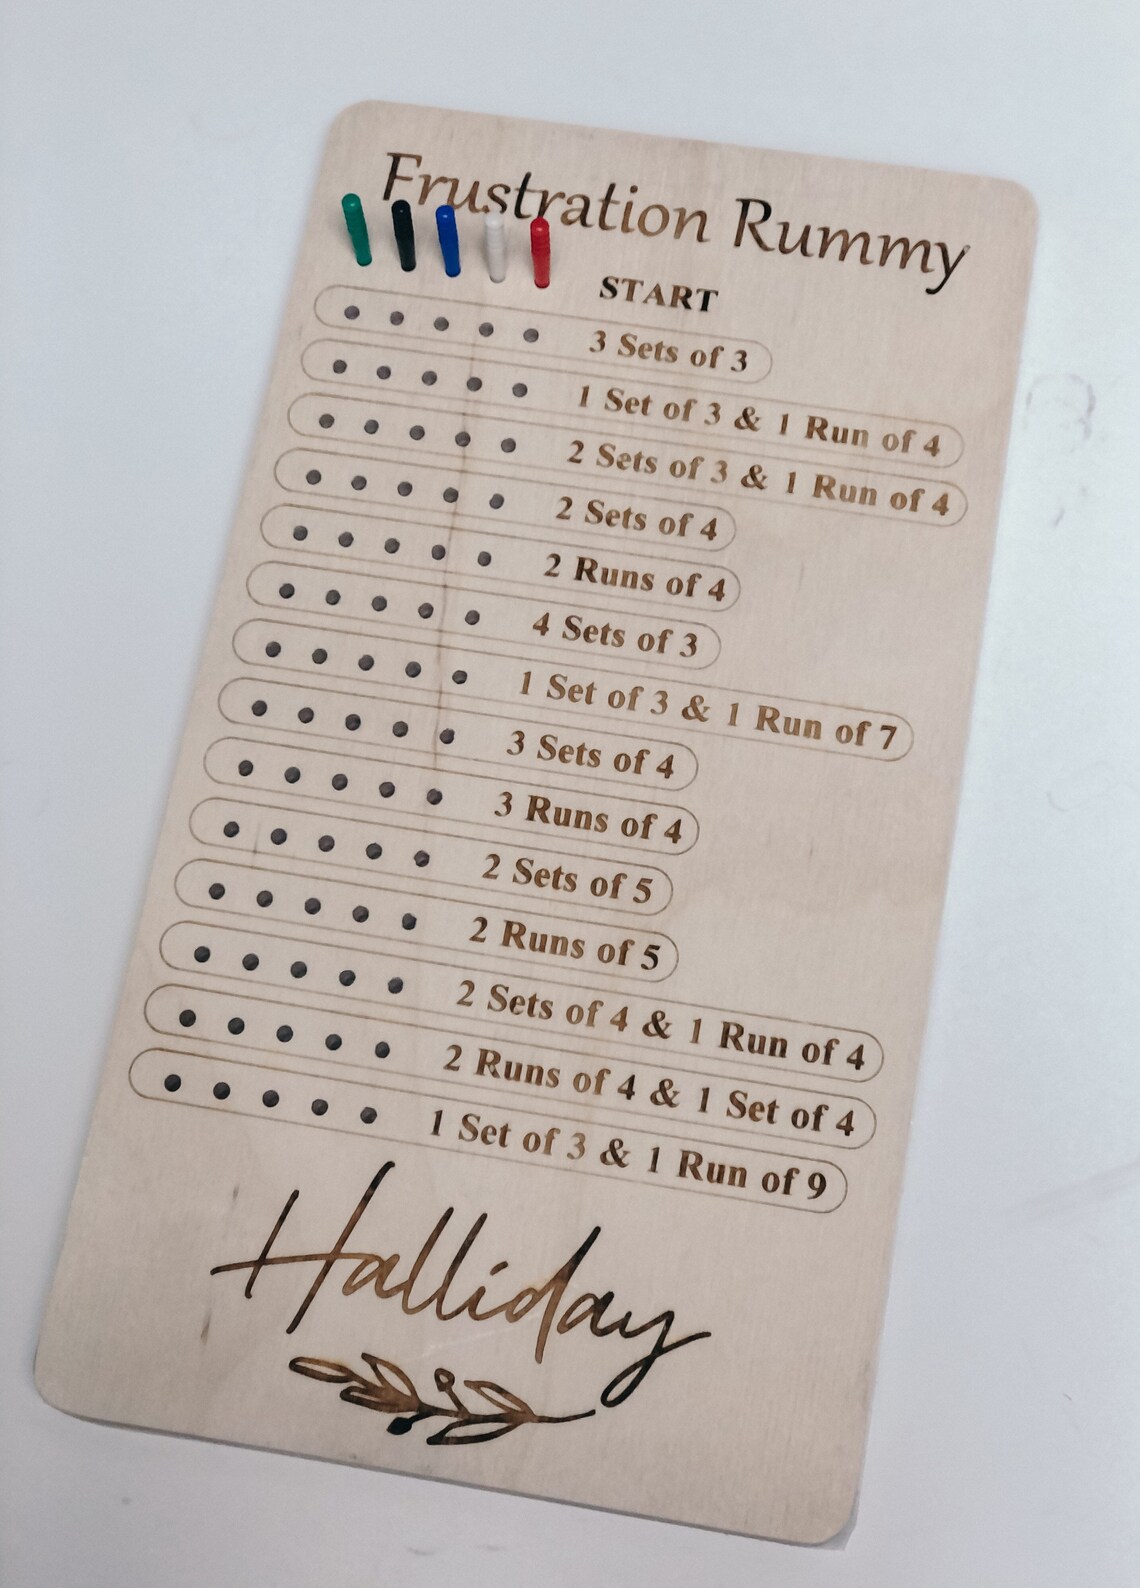 Frustration Rummy
START
3 Sets of 3
1 Set of 3 & 1 Run of 4
2 Sets of 3 & 1 Run of 4
2 Sets of 4
2 Runs of 4
4 Sets of 3
1 Set of 3 & 1 Run of 7
3 Sets of 4
3 Runs of 4
2 Sets of 5
2 Runs of 5
2 Sets of 4 & 1 Run of 4
2 Runs of 4 & 1 Set of 4
1 Set of 3 & 1 Run of 9
Halliday